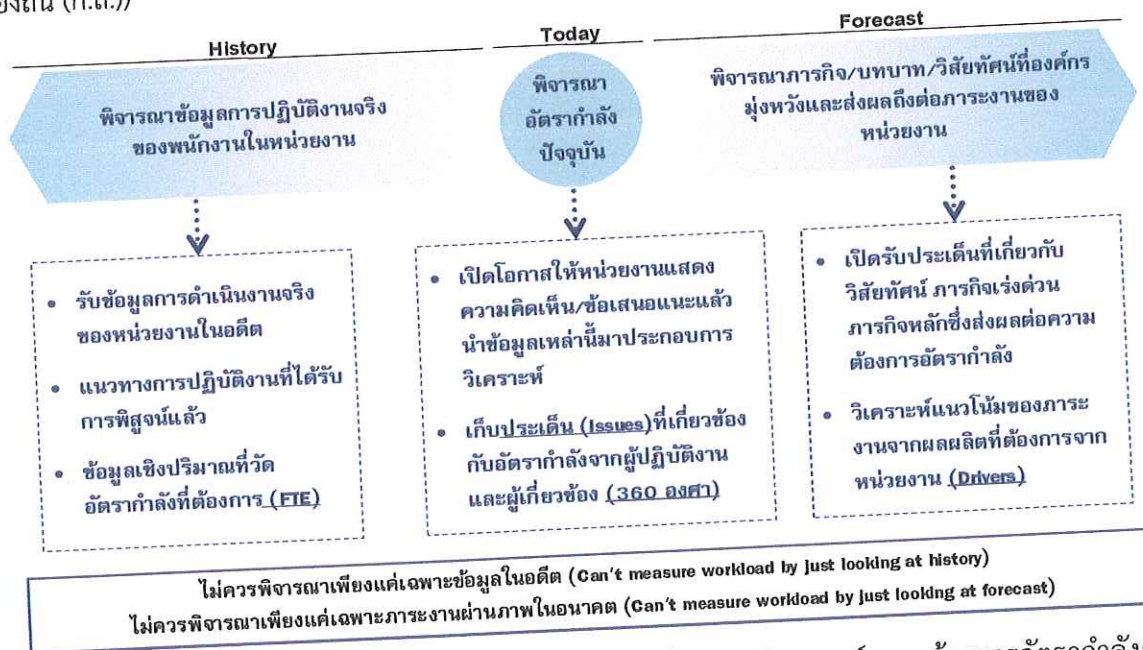 (ก.ถ.))
History
Today
Forecast
พิจารณาข้อมูลการปฏิบัติงานจริง
ของพนักงานในหน่วยงาน
พิจารณา
อัตรากำลัง
ปัจจุบัน
พิจารณาภารกิจ/บทบาท/วิสัยทัศน์ที่องค์กร
มุ่งหวังและส่งผลถึงต่อภาระงานของ
หน่วยงาน
• รับข้อมูลการดำเนินงานจริง
ของหน่วยงานในอดีต
• แนวทางการปฏิบัติงานที่ได้รับ
การพิสูจน์แล้ว
• ข้อมูลเชิงปริมาณที่วัด
อัตรากำลังที่ต้องการ (FTE)
• เปิดโอกาสให้หน่วยงานแสดง
ความคิดเห็น/ข้อเสนอแนะแล้ว
นำข้อมูลเหล่านี้มาประกอบการ
วิเคราะห์
• เก็บประเด็น (Issues)ที่เกี่ยวข้อง
กับอัตรากำลังจากผู้ปฏิบัติงาน
และผู้เกี่ยวข้อง (360 องศา)
• เปิดรับประเด็นที่เกี่ยวกับ
วิสัยทัศน์ ภารกิจเร่งด่วน
ภารกิจหลักซึ่งส่งผลต่อความ
ต้องการอัตรากำลัง
• วิเคราะห์แนวโน้มของภาระ
งานจากผลผลิตที่ต้องการจาก
หน่วยงาน (Drivers)
ไม่ควรพิจารณาเพียงแค่เฉพาะข้อมูลในอดีต (Can't measure workload by just looking at history)
ไม่ควรพิจารณาเพียงแค่เฉพาะภาระงานผ่านภาพในอนาคต (Can't measure workload by just looking at forecast)